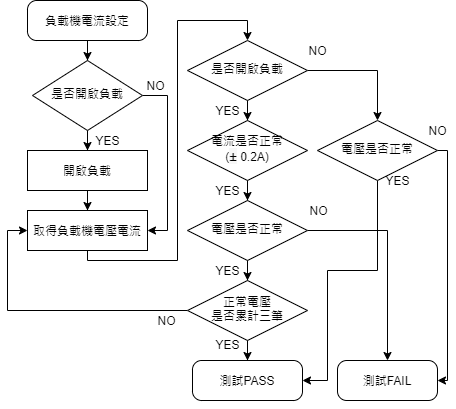 負載機電流設定
是否開啟負載
NO
YES
開啟負載
取得負載機電壓電流
是否開啟負載
NO
YES
電流是否正常
(± 0.2A)
YES
電壓是否正常
NO
YES
電壓是否正常
NO
YES
正常電壓
是否累計三筆
NO
YES
測試PASS
測試FAIL